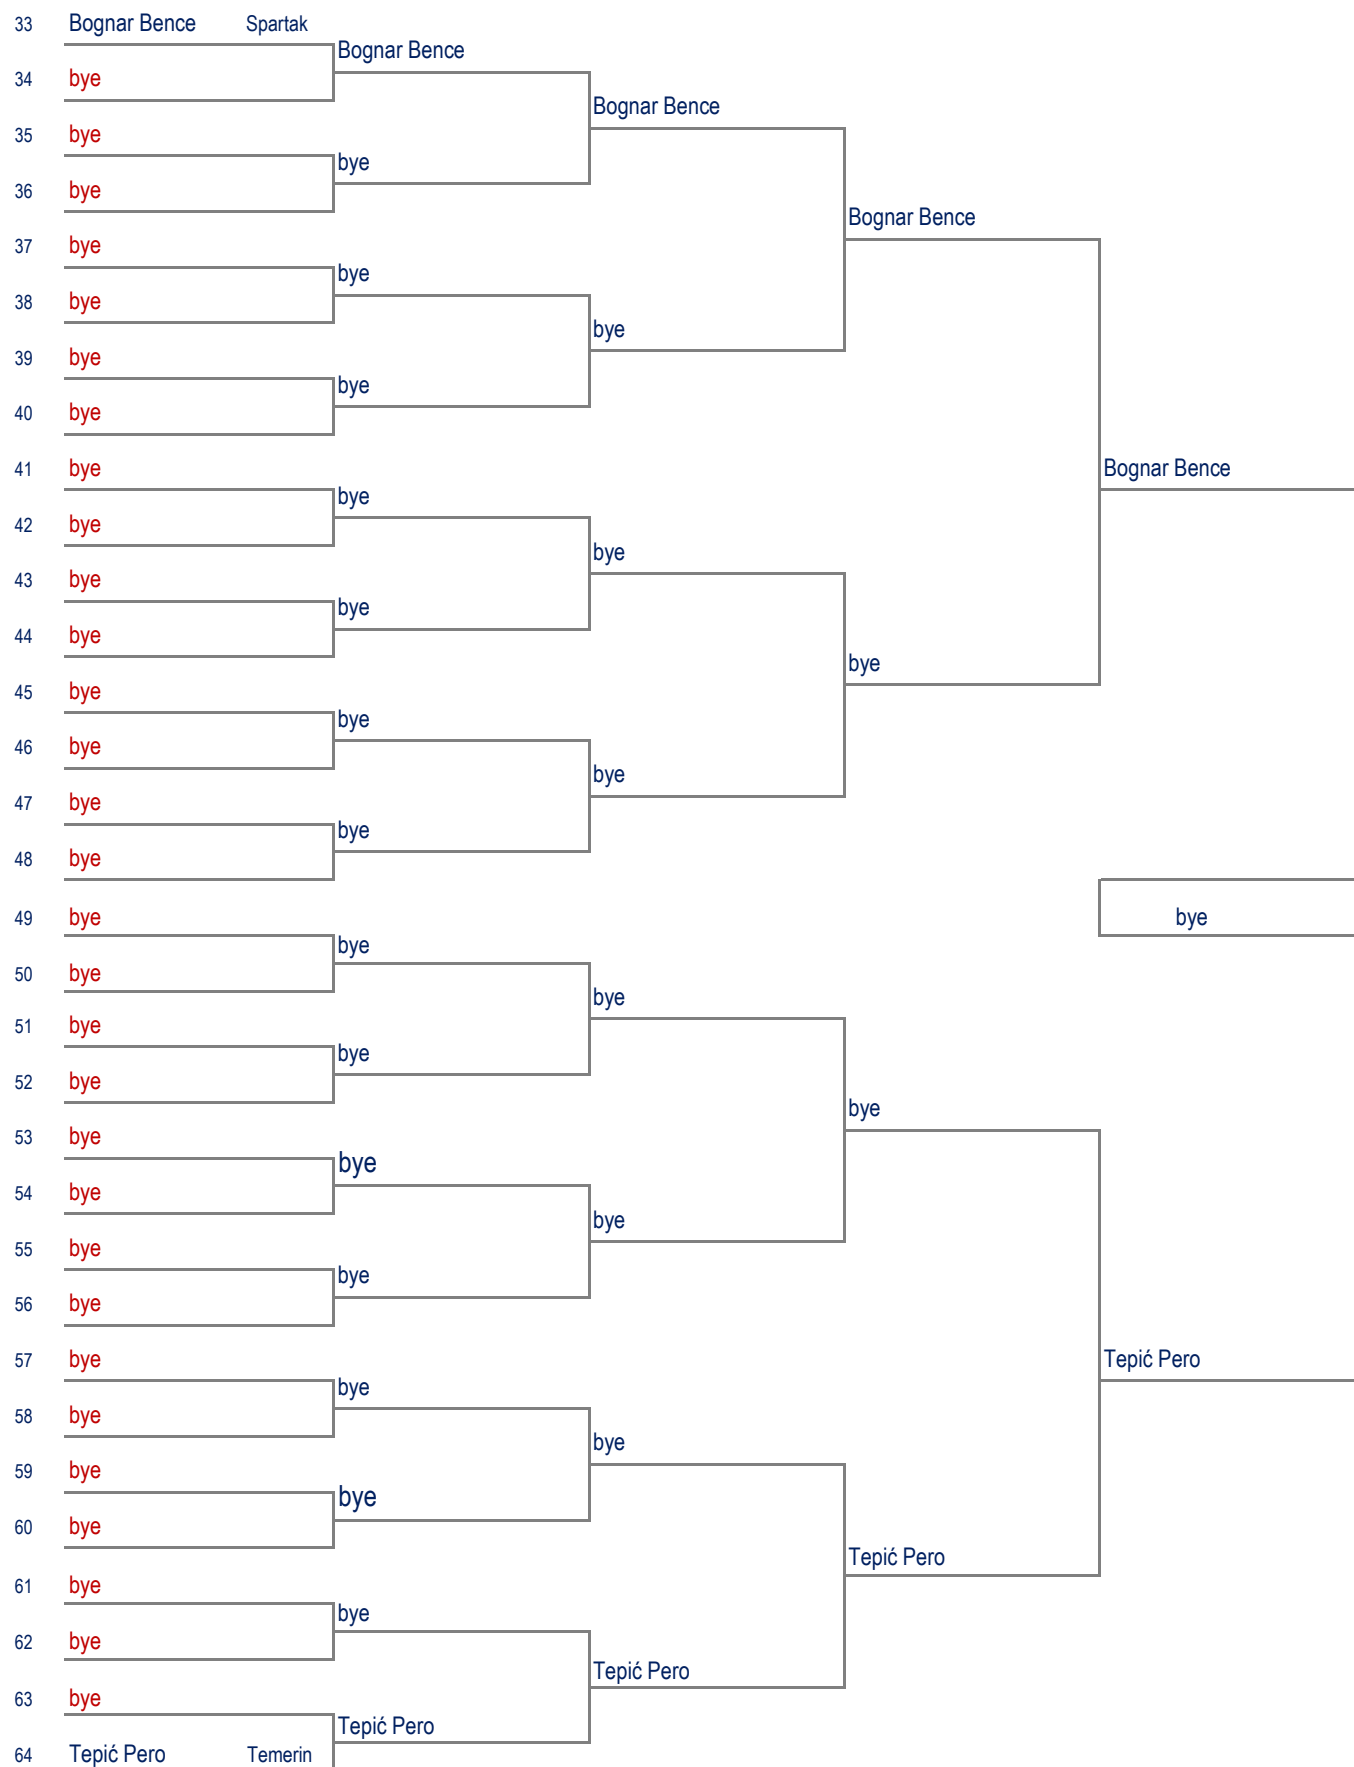 33 Bognar Bence Spartak
Bognar Bence
34 bye
Bognar Bence
35 bye
bye
36 bye
Bognar Bence
37 bye
bye
38 bye
bye
39 bye
bye
40 bye
41 bye Bognar Bence
bye
42 bye
bye
43 bye
bye
44 bye
bye
45 bye
bye
46 bye
bye
47 bye
bye
48 bye
49 bye bye
bye
50 bye
bye
51 bye
bye
52 bye
bye
53 bye
bye
54 bye
bye
55 bye
bye
56 bye
57 bye Tepić Pero
bye
58 bye
bye
59 bye
bye
60 bye
Tepić Pero
61 bye
bye
62 bye
Tepić Pero
63 bye
Tepić Pero
64 Tepić Pero Temerin